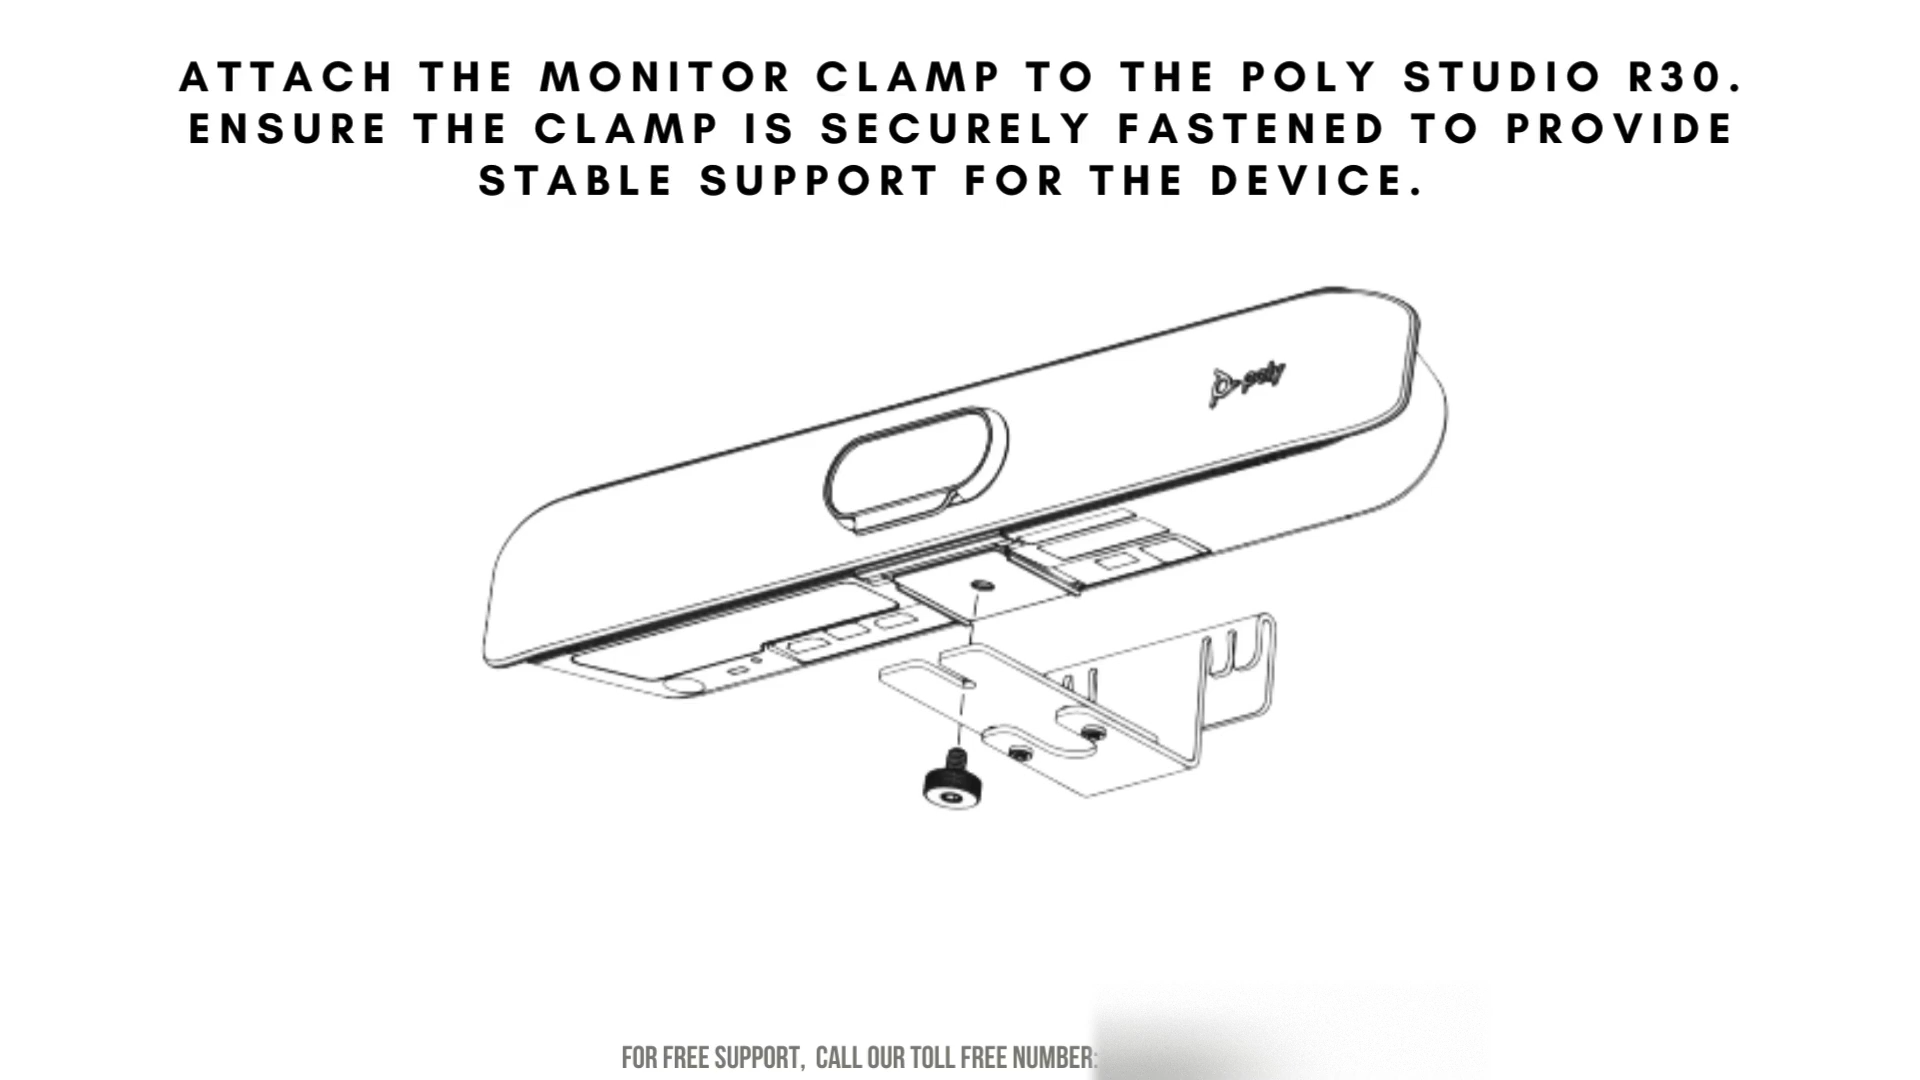 ATTACH THE MONITOR CLAMP TO THE POLY STUDIO R30.
ENSURE THE CLAMP IS SECURELY FASTENED TO PROVIDE
STABLE SUPPORT FOR THE DEVICE.
poly
FOR FREE SUPPORT, CALL OUR TOLL FREE NUMBER: